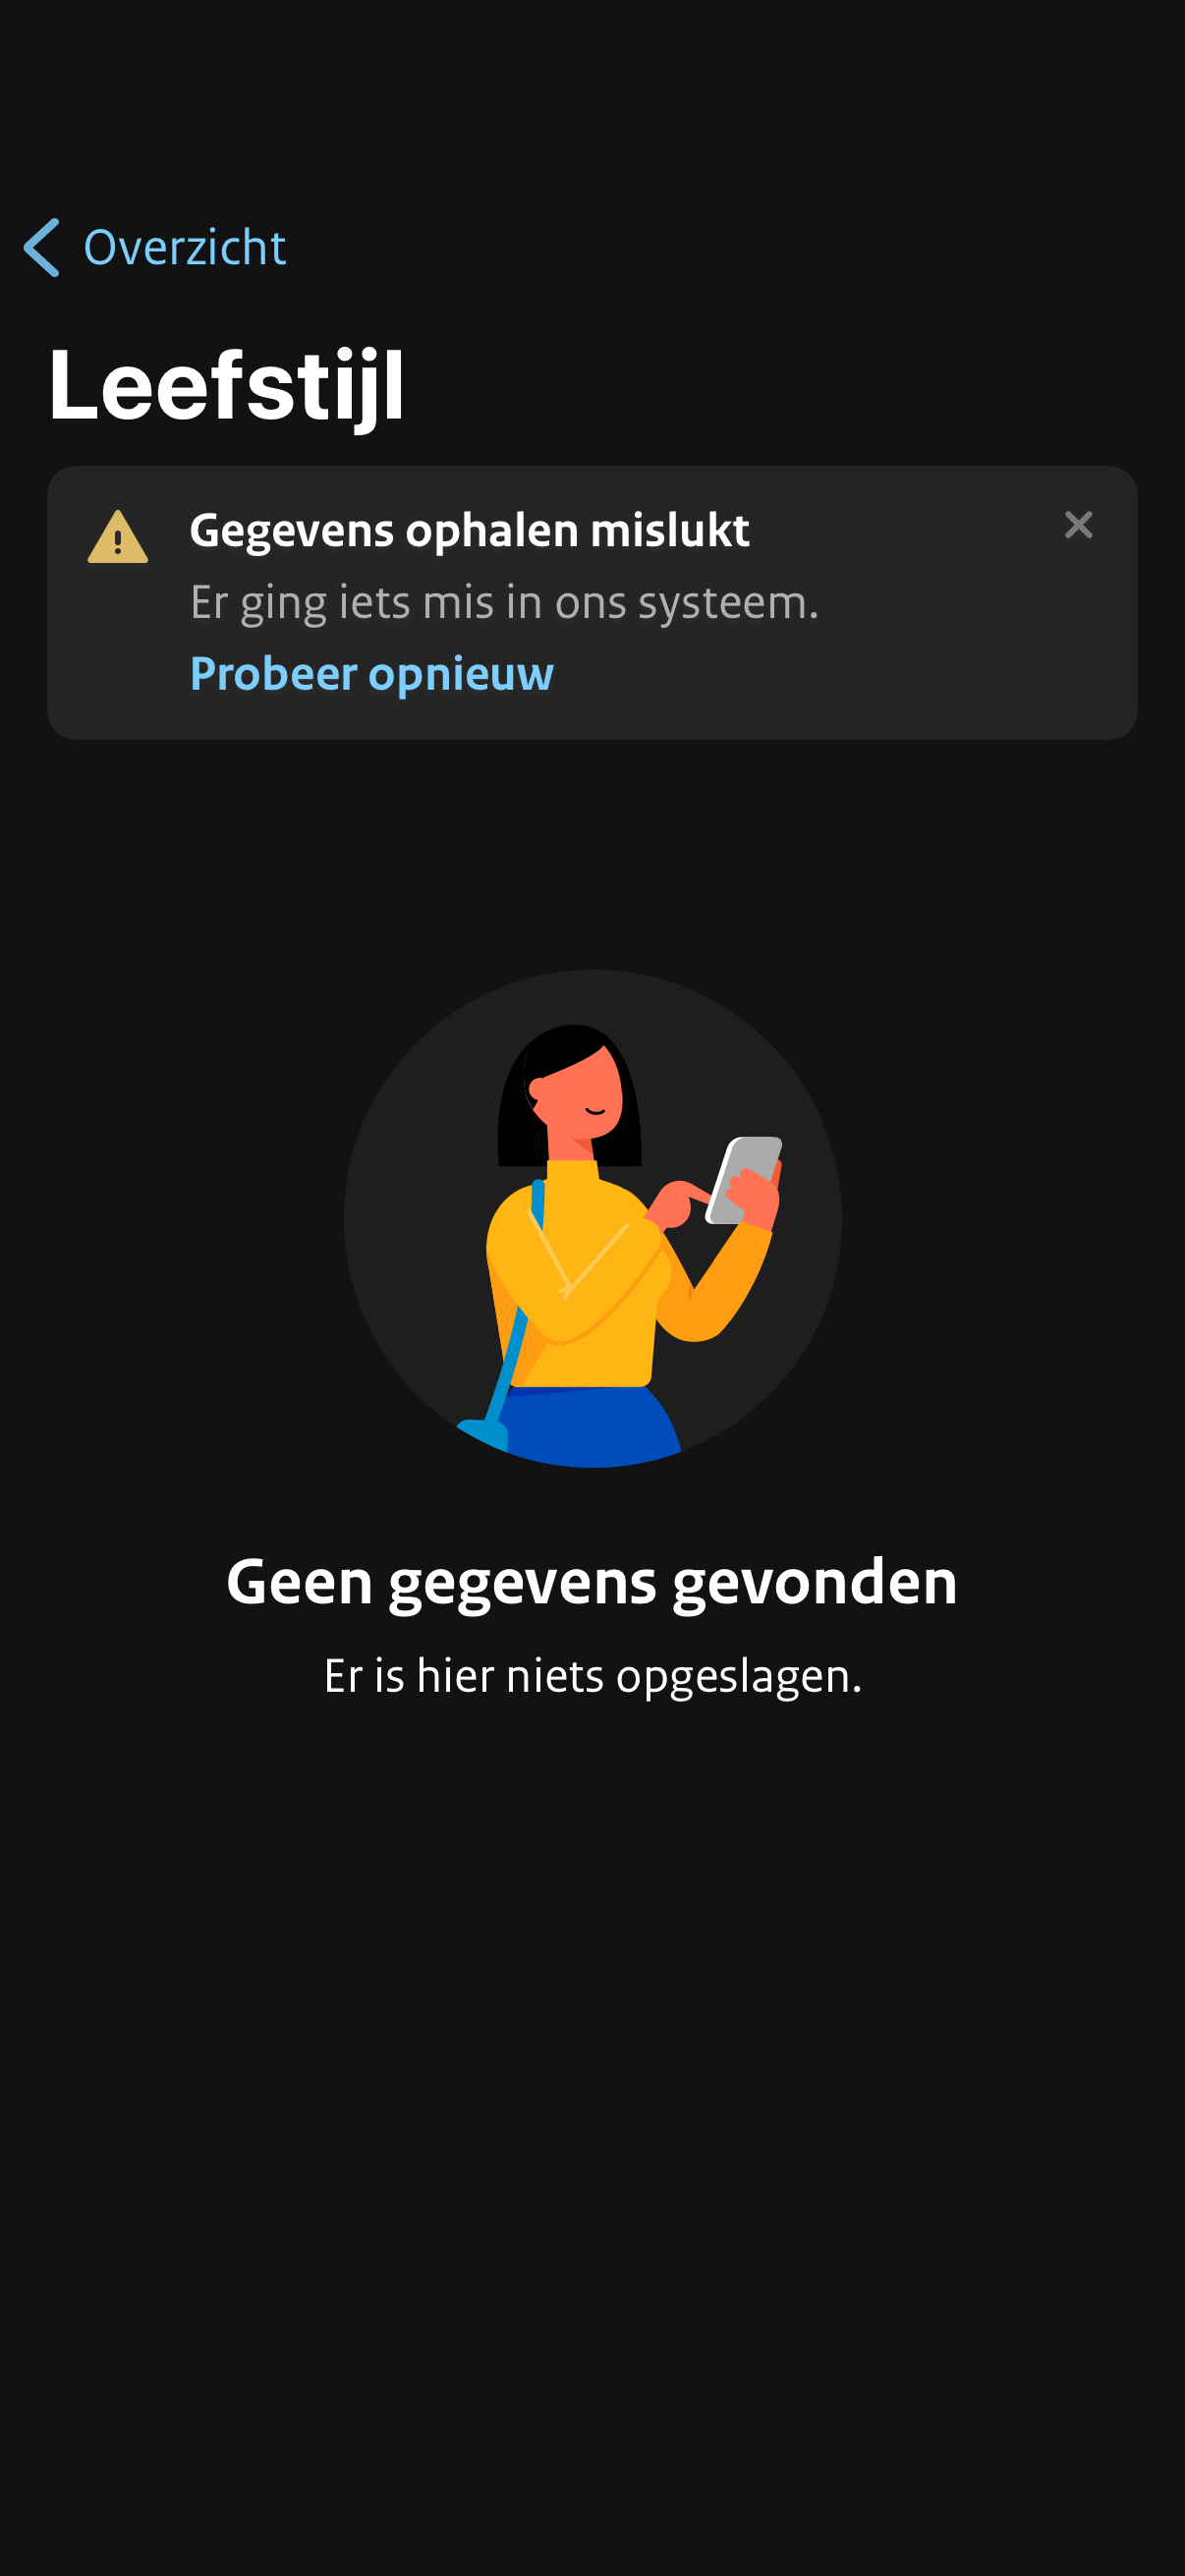 Overzicht
Leefstijl
Gegevens ophalen mislukt
Er ging iets mis in ons systeem.
Probeer opnieuw
Geen gegevens gevonden
Er is hier niets opgeslagen.